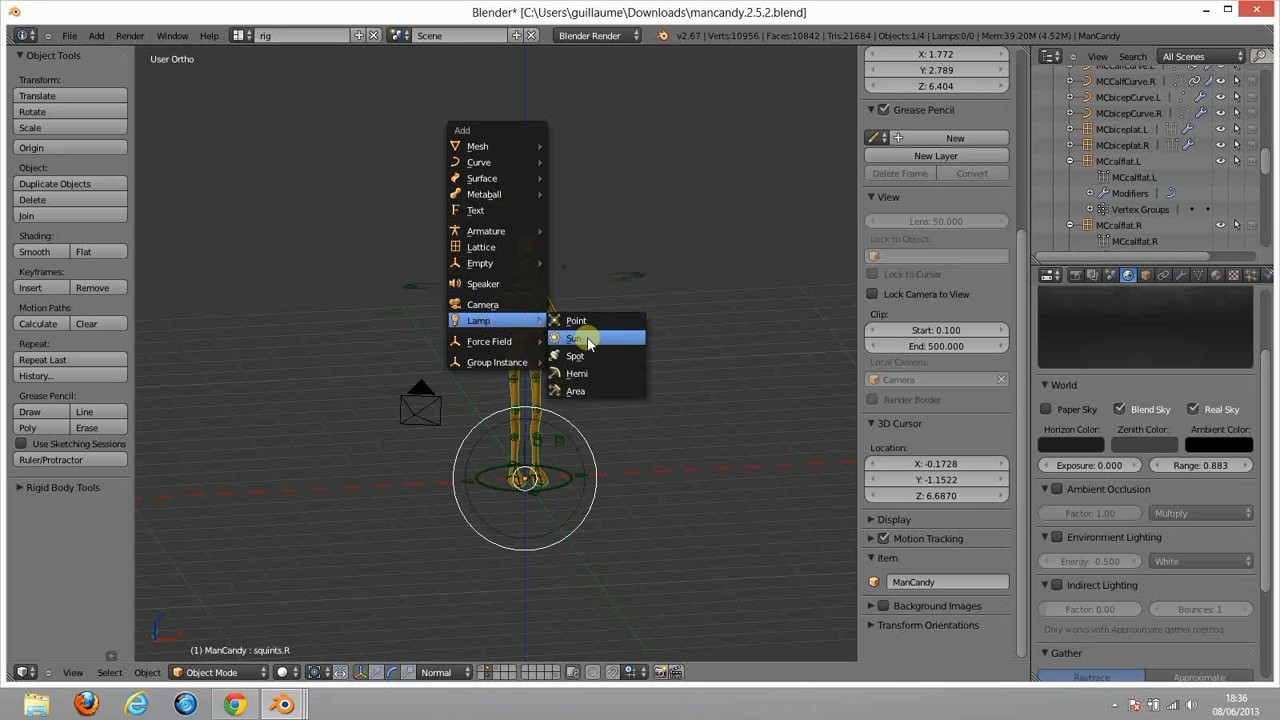 Blender* [C:\Users\guillaume\Downloads\mancandy.2.5.2.blend]
File Add Render Window Help rig Scene Blender Render v2.67 | Verts:10956 | Faces:10842 | Tris:21684 | Objects:1/4 | Lamps:0/0 | Mem:39.20M (4.52M) | ManCandy
Object Tools
Transform:
Translate
Rotate
Scale
Origin
Object:
Duplicate Objects
Delete
Join
Shading:
Smooth Flat
Keyframes:
Insert Remove
Motion Paths:
Calculate Clear
Repeat:
Repeat Last
History...
Grease Pencil:
Draw Line
Poly Erase
Use Sketching Sessions
Ruler/Protractor
Rigid Body Tools
User Ortho
Add
Mesh
Curve
Surface
Metaball
Text
Armature
Lattice
Empty
Speaker
Camera
Lamp
Force Field
Group Instance
Point
Sun
Spot
Hemi
Area
(1) ManCandy : squints.R
View Select Object Object Mode Normal
X: 1.772
Y: 2.789
Z: 6.404
Grease Pencil
New
New Layer
Delete Frame Convert
View
Lens: 50.000
Lock to Object:
Lock to Cursor
Lock Camera to View
Clip:
Start: 0.100
End: 500.000
Local Camera:
Camera
Render Border
3D Cursor
Location:
X: -0.1728
Y: -1.1522
Z: 6.6870
Display
Motion Tracking
Item
ManCandy
Background Images
Transform Orientations
View Search All Scenes
MCCalfCurve.L
MCCalfCurve.R
MCbicepCurve.L
MCbicepCurve.R
MCbiceplat.L
MCbiceplat.R
MCcalflat.L
MCcalflat.L
Modifiers
Vertex Groups
MCcalflat.R
MCcalflat.R
World
Paper Sky Blend Sky Real Sky
Horizon Color: Zenith Color: Ambient Color:
Exposure: 0.000 Range: 0.883
Ambient Occlusion
Factor: 1.00 Multiply
Environment Lighting
Energy -0.500 White
Indirect Lighting
Factor: 0.00 Bounces: 1
Only works with Approximate gather method
Gather
Raytrace Approximate
18:36
08/06/2013